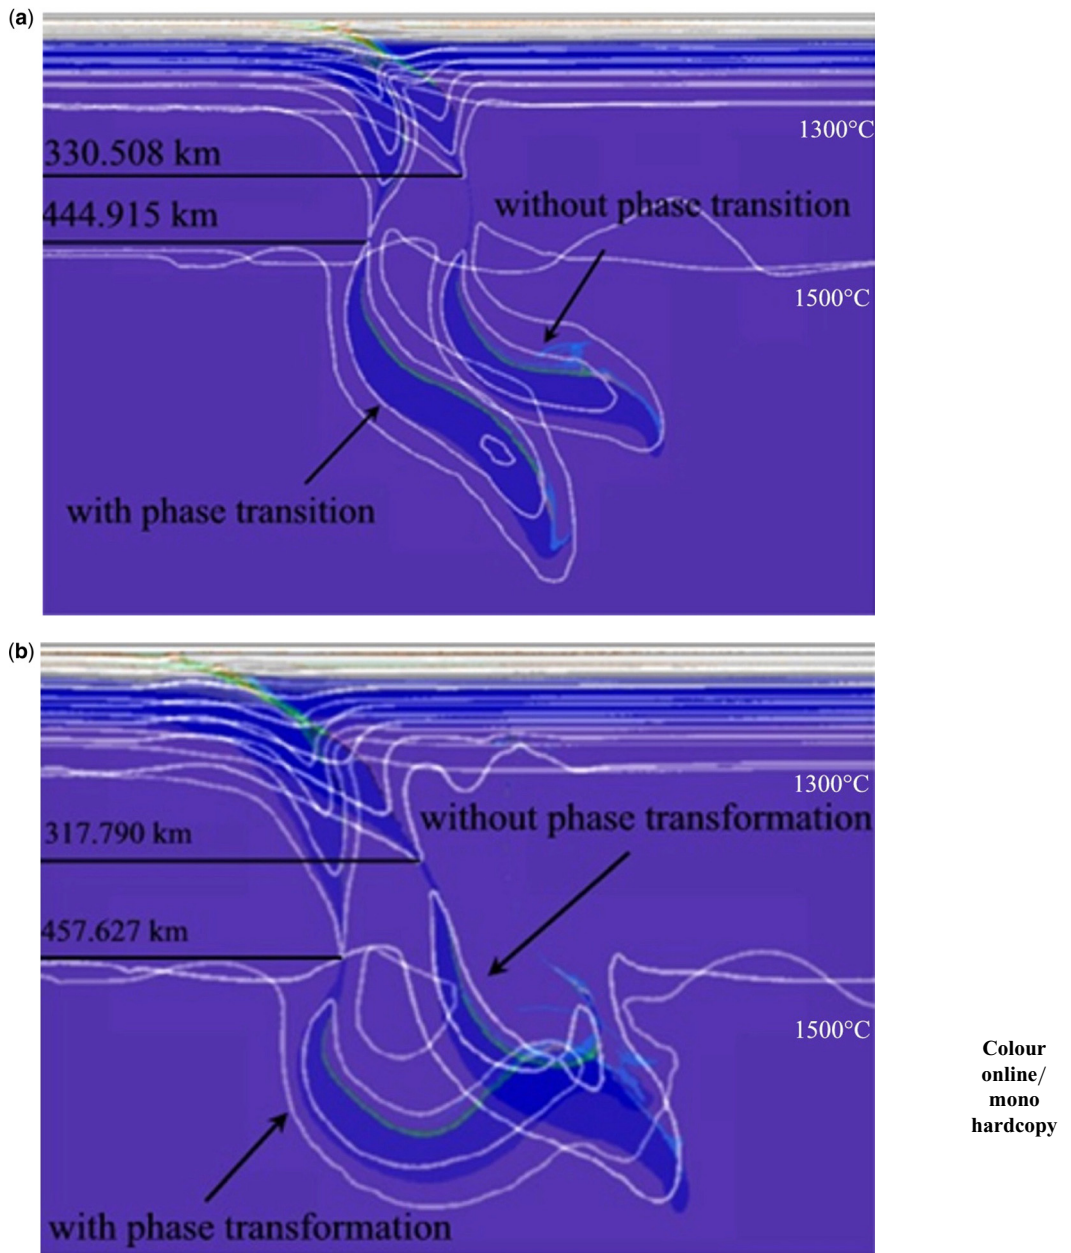 (a)
1300°C
330.508 km
without phase transition
444.915 km
1500°C
with phase transition
(b)
1300°C
without phase transformation
317.790 km
457.627 km
1500°C
with phase transformation
Colour
online/
mono
hardcopy